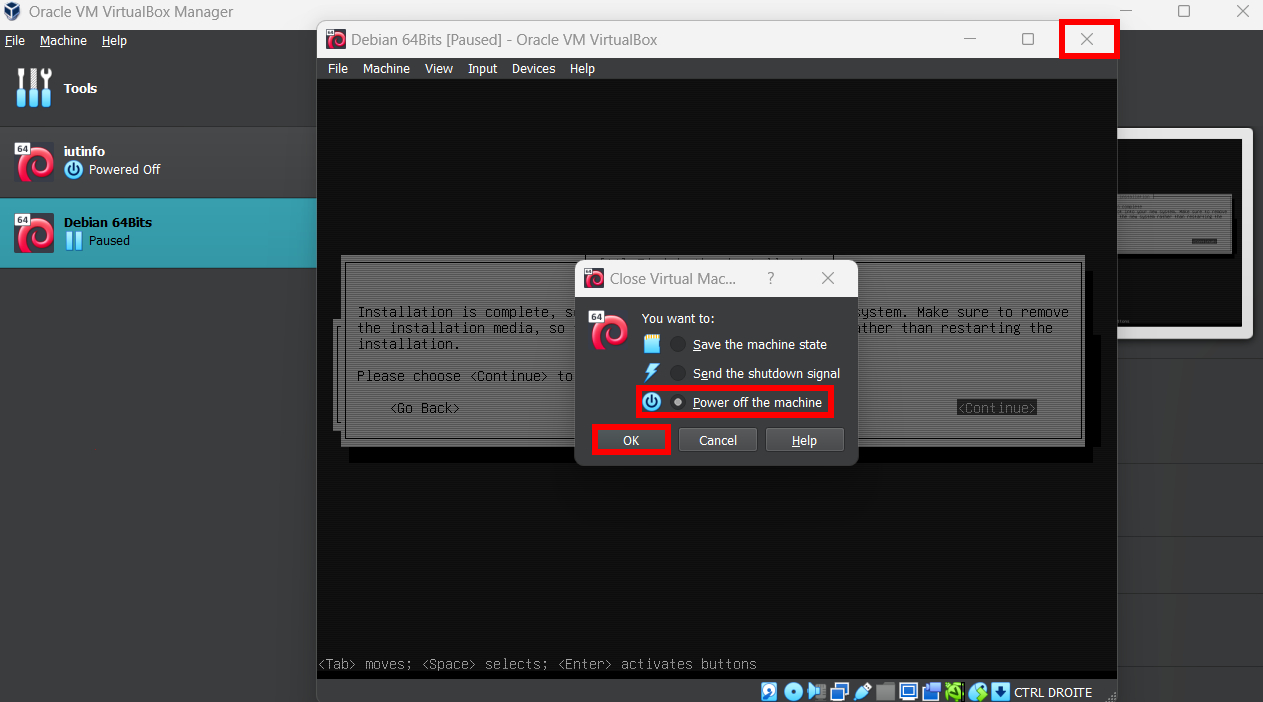 Oracle VM VirtualBox Manager
File Machine Help
Tools
64
iutinfo
Powered Off
64
Debian 64Bits
Paused
Debian 64Bits [Paused] - Oracle VM VirtualBox
File Machine View Input Devices Help
Installation is complete, s
ystem. Make sure to remove
the installation media, so
ather than restarting the
installation.
Please choose <Continue> to
<Go Back>
<Continue>
Close Virtual Mac... ?
64
You want to:
Save the machine state
Send the shutdown signal
Power off the machine
OK Cancel Help
<Tab> moves; <Space> selects; <Enter> activates buttons
CTRL DROITE